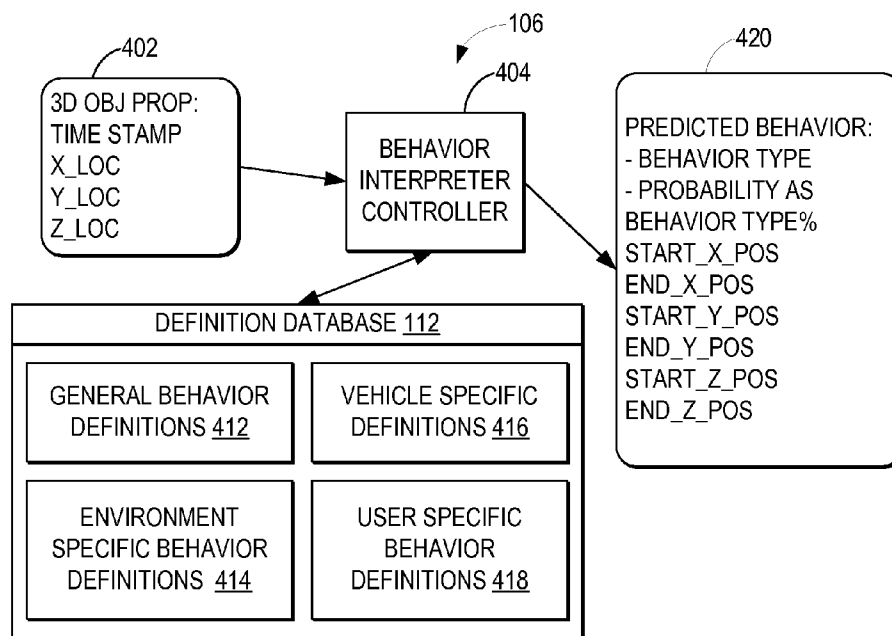 402
3D OBJ PROP:
TIME STAMP
X_LOC
Y_LOC
Z_LOC
106
404
BEHAVIOR
INTERPRETER
CONTROLLER
420
PREDICTED BEHAVIOR:
- BEHAVIOR TYPE
- PROBABILITY AS
BEHAVIOR TYPE%
START_X_POS
END_X_POS
START_Y_POS
END_Y_POS
START_Z_POS
END_Z_POS
DEFINITION DATABASE 112
GENERAL BEHAVIOR
DEFINITIONS 412
VEHICLE SPECIFIC
DEFINITIONS 416
ENVIRONMENT
SPECIFIC BEHAVIOR
DEFINITIONS 414
USER SPECIFIC
BEHAVIOR
DEFINITIONS 418